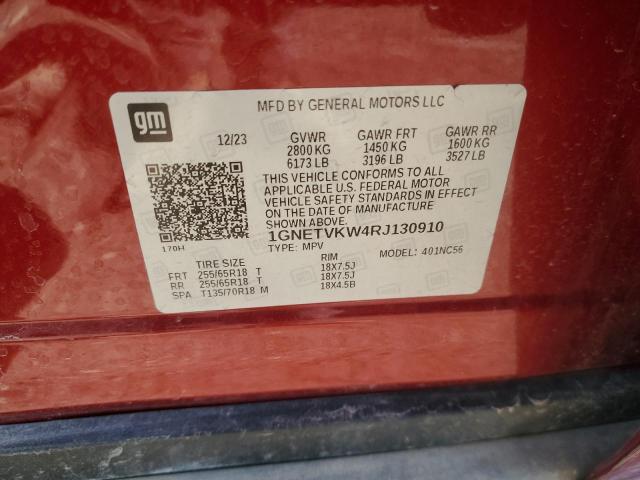 gm
MFD BY GENERAL MOTORS LLC
12/23 GVWR GAWR FRT GAWR RR
2800 KG 1450 KG 1600 KG
6173 LB 3196 LB 3527 LB
THIS VEHICLE CONFORMS TO ALL
APPLICABLE U.S. FEDERAL MOTOR
VEHICLE SAFETY STANDARDS IN EFFECT
ON THE DATE OF MANUFACTURE
SHOWN ABOVE.
1GNETVKW4RJ130910
170H TYPE: MPV MODEL: 401NC56
TIRE SIZE RIM
FRT 255/65R18 T 18X7.5J
RR 255/65R18 T 18X7.5J
SPA T135/70R18 M 18X4.5B